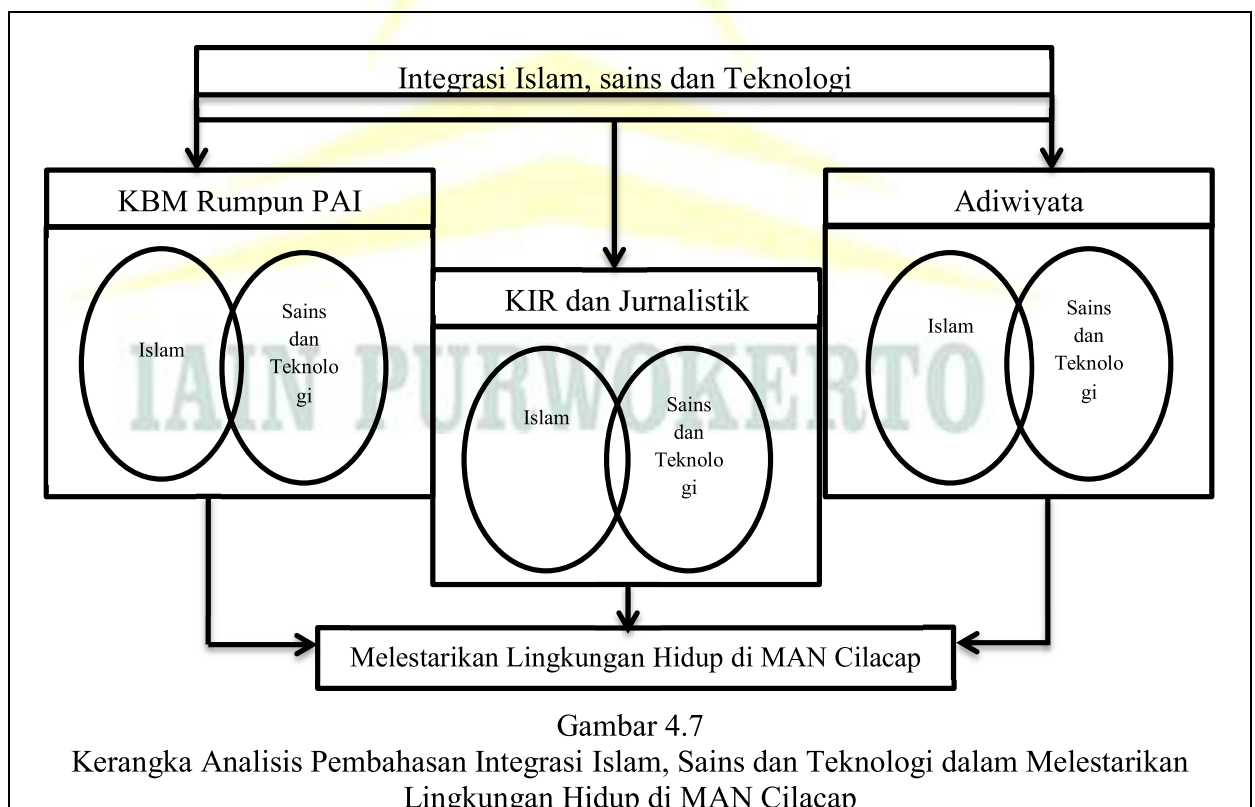 Integrasi Islam, sains dan Teknologi
KBM Rumpun PAI
Islam
Sains
dan
Teknolo
gi
KIR dan Jurnalistik
Islam
Sains
dan
Teknolo
gi
Adiwiyata
Islam
Sains
dan
Teknolo
gi
IAIN PURWOKERTO
Melestarikan Lingkungan Hidup di MAN Cilacap
Gambar 4.7
Kerangka Analisis Pembahasan Integrasi Islam, Sains dan Teknologi dalam Melestarikan
Lingkungan Hidup di MAN Cilacap